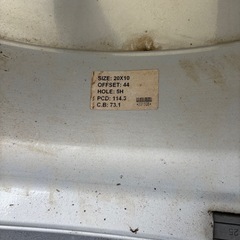 SIZE: 20X10
OFFSET: 44
HOLE: 5H
PCD: 114.3
C.B: 73.1